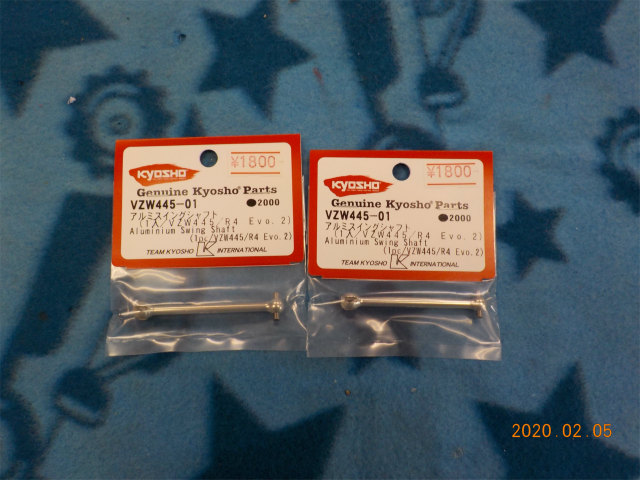 KYOSHO
¥1800
Genuine Kyosho® Parts
VZW445-01 ●2000
アルミスイングシャフト
(1入/VZW445/R4 Evo.2)
Aluminium Swing Shaft
(1pc/VZW445/R4 Evo.2)
TEAM KYOSHO K INTERNATIONAL
KYOSHO
¥1800
Genuine Kyosho® Parts
VZW445-01 ●2000
アルミスイングシャフト
(1入/VZW445/R4 Evo.2)
Aluminium Swing Shaft
(1pc/VZW445/R4 Evo.2)
TEAM KYOSHO K INTERNATIONAL
2020.02.05